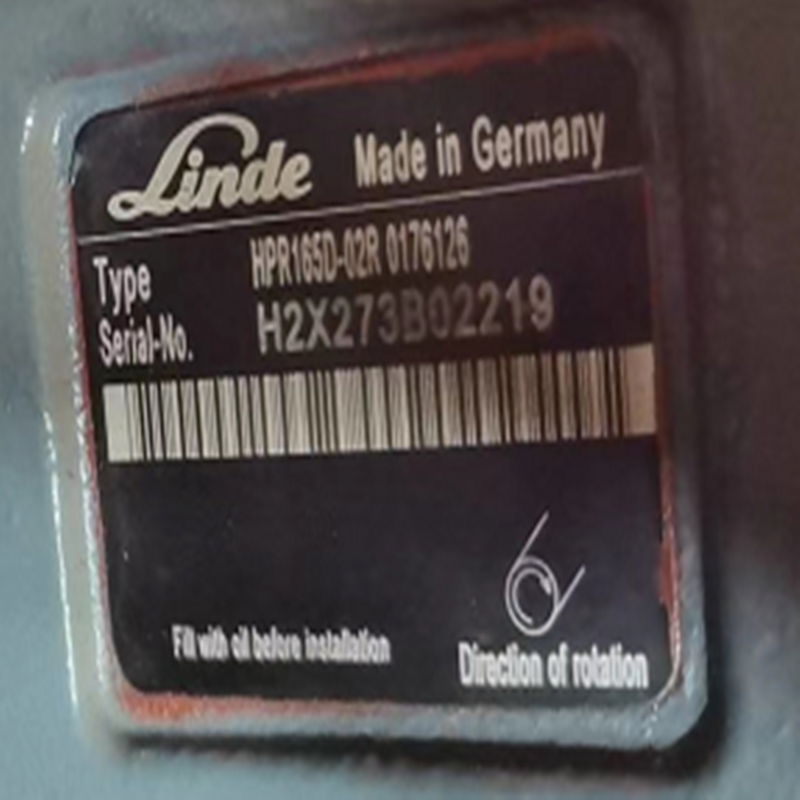 Linde Made in Germany
Type HPR165D-02R 0176126
Serial-No. H2X273B02219
Fill with oil before installation
Direction of rotation